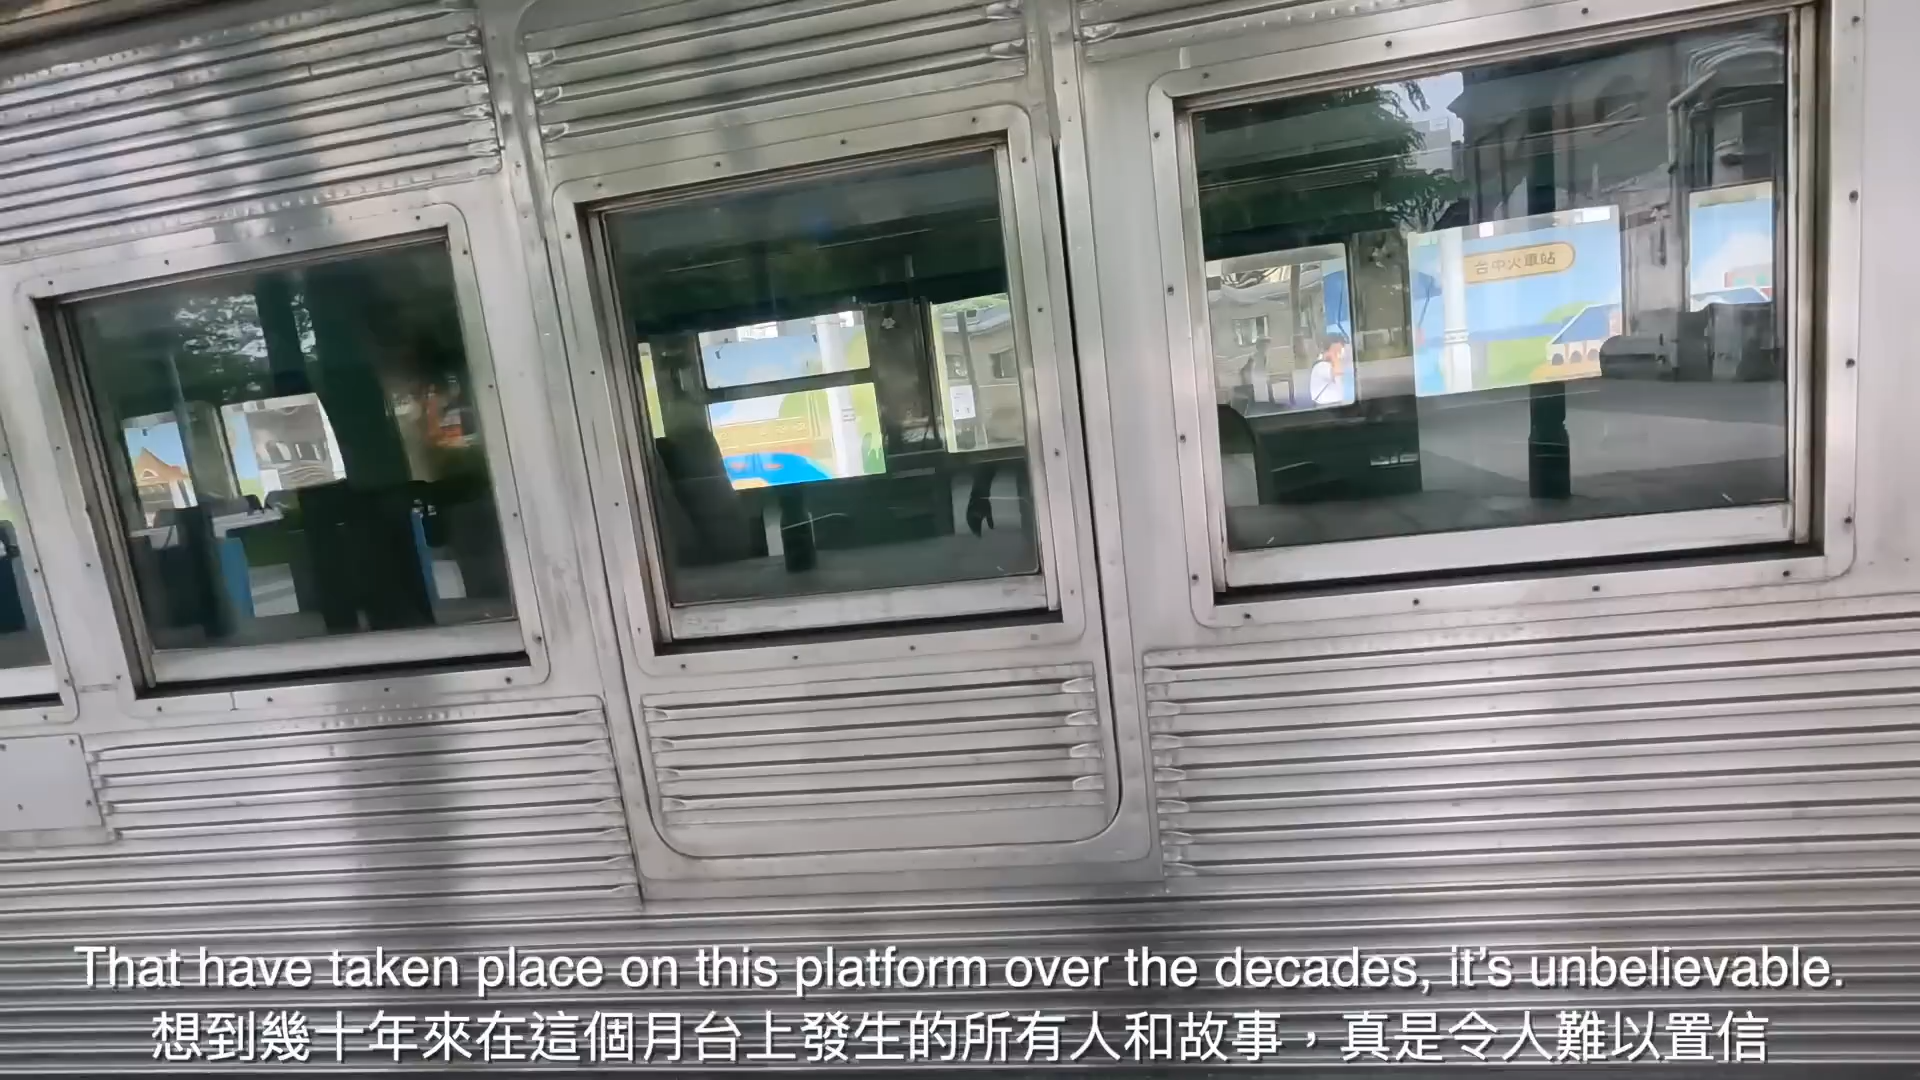 台中火車站
That have taken place on this platform over the decades, it's unbelievable.
想到幾十年來在這個月台上發生的所有人和故事，真是令人難以置信